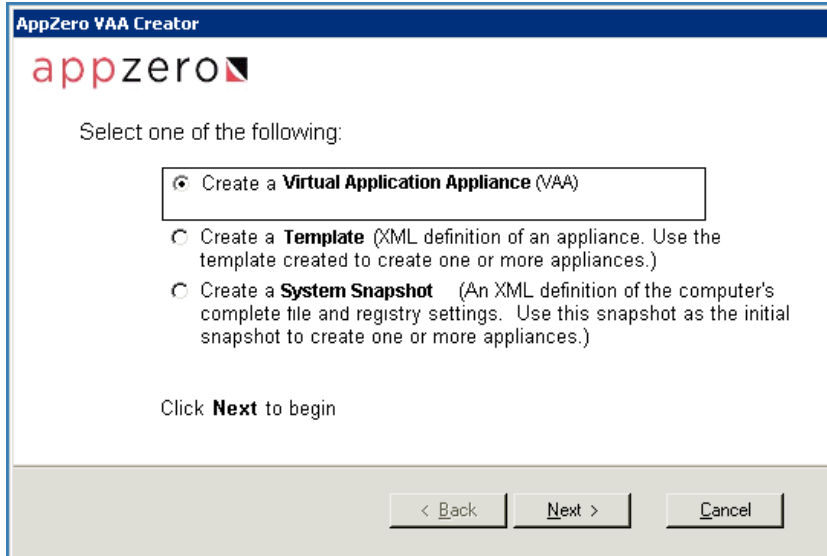 AppZero VAA Creator
appzero
Select one of the following:
Create a Virtual Application Appliance (VAA)
Create a Template (XML definition of an appliance. Use the
template created to create one or more appliances.)
Create a System Snapshot (An XML definition of the computer's
complete file and registry settings. Use this snapshot as the initial
snapshot to create one or more appliances.)
Click Next to begin
< Back Next > Cancel